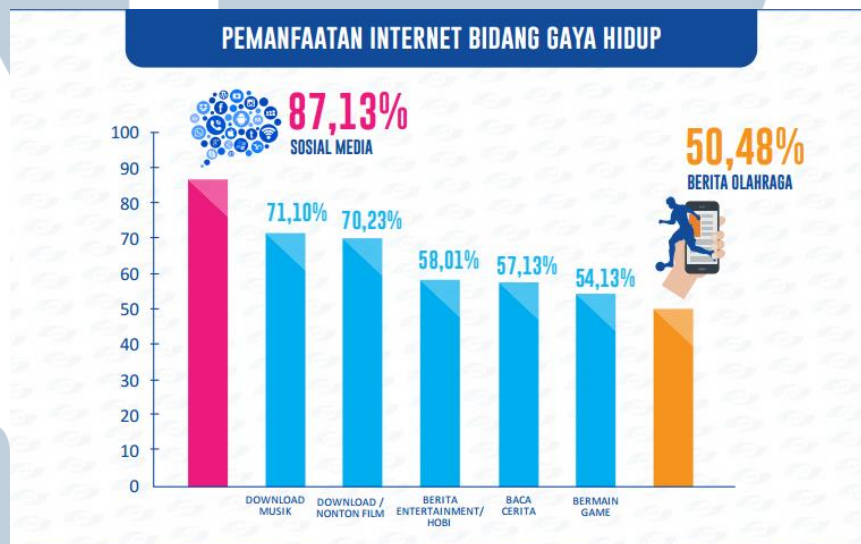 PEMANFAATAN INTERNET BIDANG GAYA HIDUP
87,13%
SOSIAL MEDIA
50,48%
BERITA OLAHRAGA
71,10%
70,23%
58,01%
57,13%
54,13%
100
90
80
70
60
50
40
30
20
10
0
DOWNLOAD
MUSIK
DOWNLOAD /
NONTON FILM
BERITA
ENTERTAINMENT/
HOBI
BACA
CERITA
BERMAIN
GAME